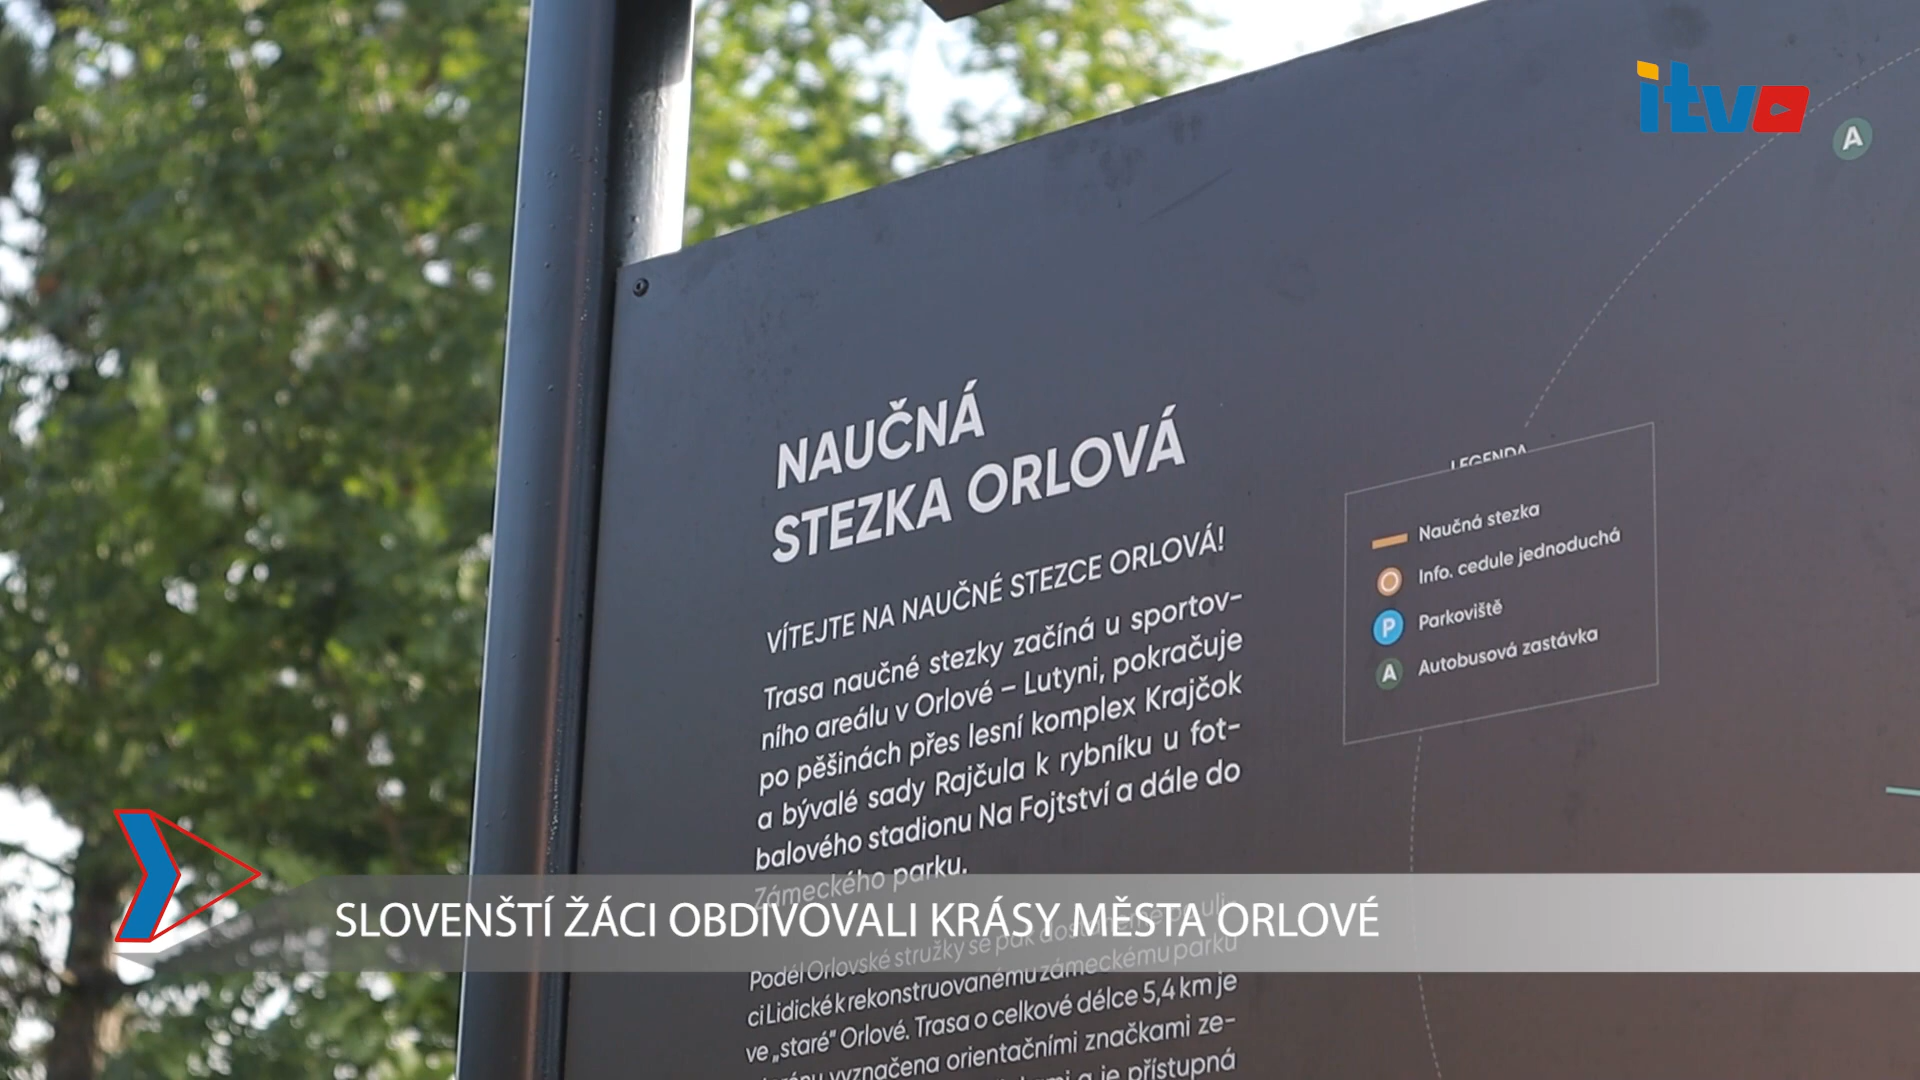 itv
A
NAUČNÁ
STEZKA ORLOVÁ
VÍTEJTE NA NAUČNÉ STEZCE ORLOVÁ!
Trasa naučné stezky začíná u sportov-
ního areálu v Orlové – Lutyni, pokračuje
po pěšinách přes lesní komplex Krajčok
a bývalé sady Rajčula k rybníku u fot-
balového stadionu Na Fojtství a dále do
Zámeckého parku.
Podél Orlovské stružky se pak dostaneme po uli-
ci Lidické k rekonstruovanému zámeckému parku
ve „staré“ Orlové. Trasa o celkové délce 5,4 km je
vyznačena orientačními značkami ze-
a je přístupná
LEGENDA
Naučná stezka
Info. cedule jednoduchá
P Parkoviště
A Autobusová zastávka
SLOVENŠTÍ ŽÁCI OBDIVOVALI KRÁSY MĚSTA ORLOVÉ